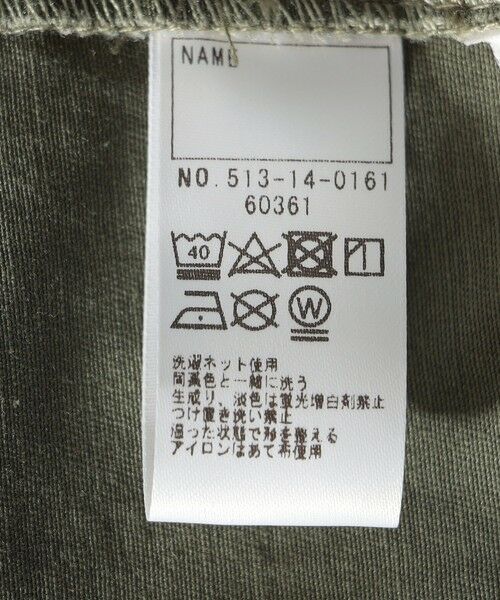 NAME
NO. 513-14-0161
60361
40
W
洗濯ネット使用
同系色と一緒に洗う
生成り、淡色は蛍光増白剤禁止
つけ置き洗い禁止
湿った状態で形を整える
アイロンはあて布使用